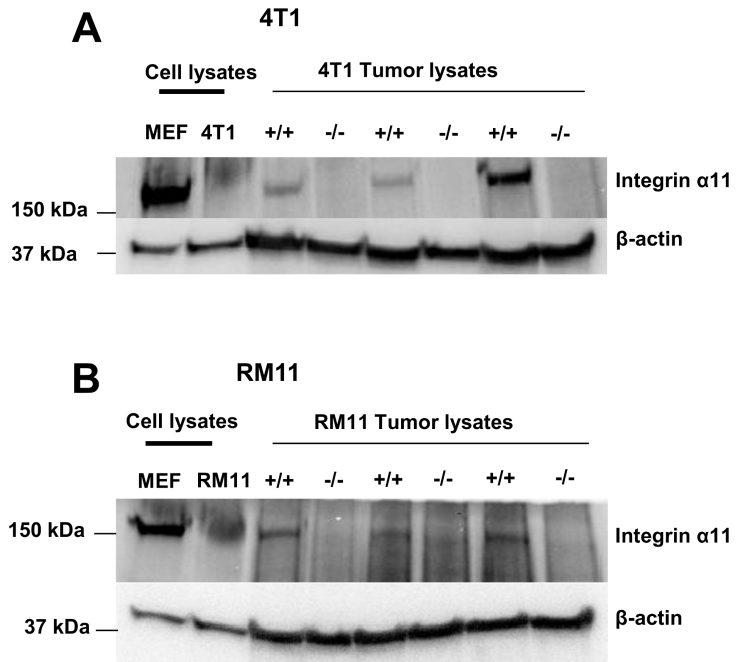 A
4T1
Cell lysates
4T1 Tumor lysates
MEF 4T1 +/+ -/- +/+ -/- +/+ -/-
Integrin α11
150 kDa
β-actin
37 kDa
B
RM11
Cell lysates
RM11 Tumor lysates
MEF RM11 +/+ -/- +/+ -/- +/+ -/-
150 kDa
Integrin α11
β-actin
37 kDa